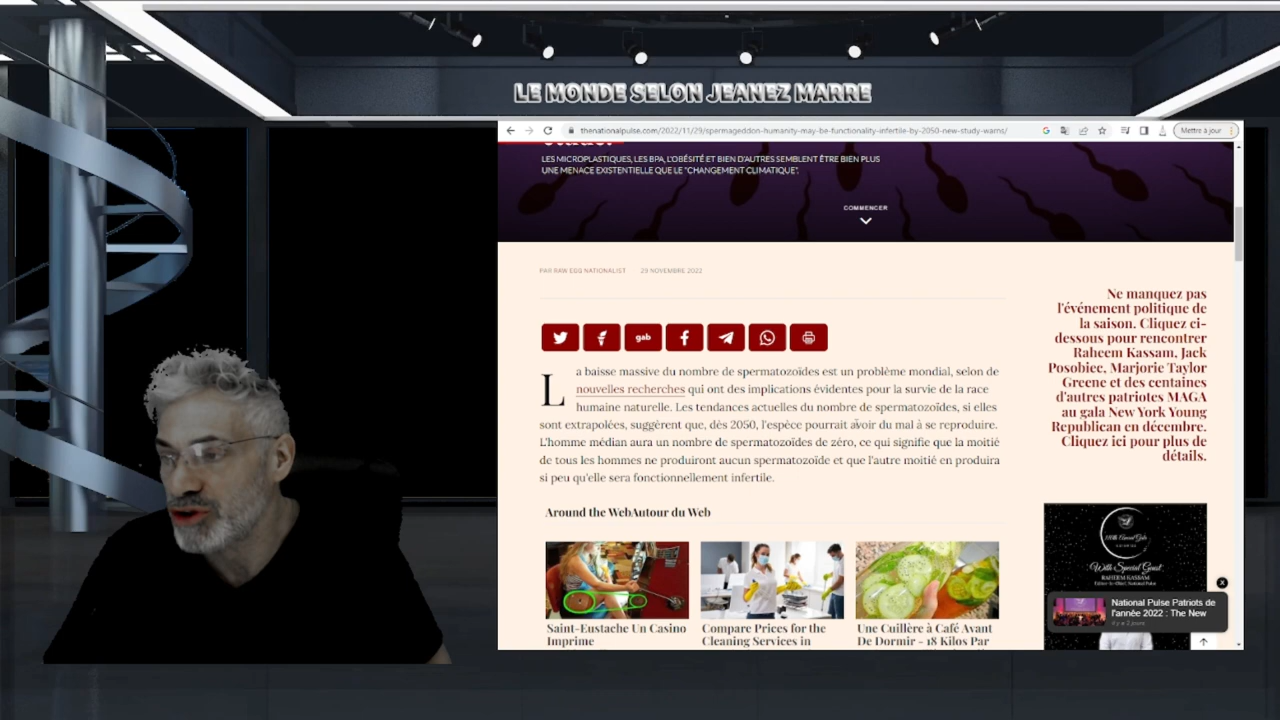 LE MONDE SELON JEANEZ MARRE
thenationalpulse.com/2022/11/29/spermageddon-humanity-may-be-functionality-infertile-by-2050-new-study-warns/
Mettre à jour
LES MICROPLASTIQUES, LES BPA, L'OBÉSITÉ ET BIEN D'AUTRES SEMBLENT ÊTRE BIEN PLUS
UNE MENACE EXISTENTIELLE QUE LE "CHANGEMENT CLIMATIQUE".
COMMENCER
PAR RAW EGG NATIONALIST 29 NOVEMBRE 2022
gab
La baisse massive du nombre de spermatozoïdes est un problème mondial, selon de
nouvelles recherches qui ont des implications évidentes pour la survie de la race
humaine naturelle. Les tendances actuelles du nombre de spermatozoïdes, si elles
sont extrapolées, suggèrent que, dès 2050, l'espèce pourrait avoir du mal à se reproduire.
L'homme médian aura un nombre de spermatozoïdes de zéro, ce qui signifie que la moitié
de tous les hommes ne produiront aucun spermatozoïde et que l'autre moitié en produira
si peu qu'elle sera fonctionnellement infertile.
Around the WebAutour du Web
Saint-Eustache Un Casino
Imprime
Compare Prices for the
Cleaning Services in
Une Cuillère à Café Avant
De Dormir - 18 Kilos Par
Ne manquez pas
l'événement politique de
la saison. Cliquez ci-
dessous pour rencontrer
Raheem Kassam, Jack
Posobiec, Marjorie Taylor
Greene et des centaines
d'autres patriotes MAGA
au gala New York Young
Republican en décembre.
Cliquez ici pour plus de
détails.
With Special Guest
RAHEEM KASSAM
National Pulse Patriots de
l'année 2022 : The New
il y a 2 jours